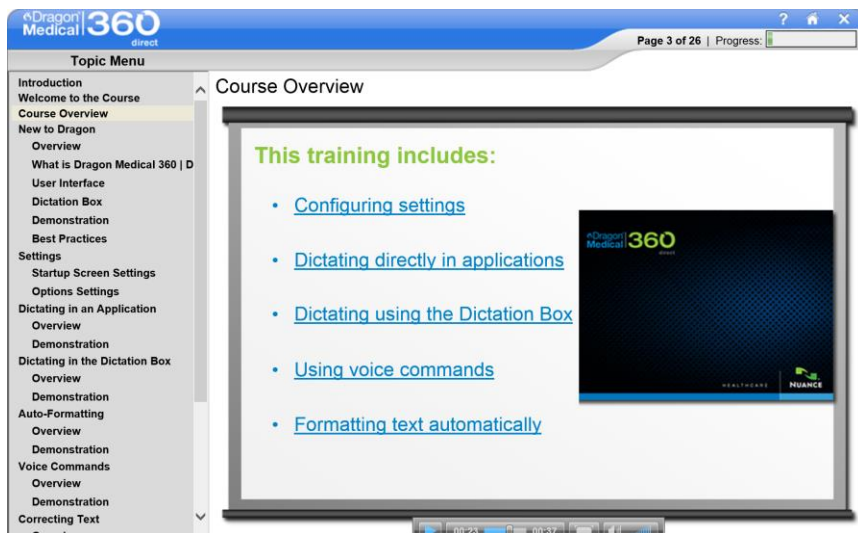 Dragon
Medical 360
direct
Page 3 of 26 | Progress:
Topic Menu
Introduction
Welcome to the Course
Course Overview
New to Dragon
Overview
What is Dragon Medical 360 | D
User Interface
Dictation Box
Demonstration
Best Practices
Settings
Startup Screen Settings
Options Settings
Dictating in an Application
Overview
Demonstration
Dictating in the Dictation Box
Overview
Demonstration
Auto-Formatting
Overview
Demonstration
Voice Commands
Overview
Demonstration
Correcting Text
Course Overview
This training includes:
• Configuring settings
• Dictating directly in applications
• Dictating using the Dictation Box
• Using voice commands
• Formatting text automatically
Dragon
Medical 360
direct
HEALTHCARE
NUANCE
00:23
00:37